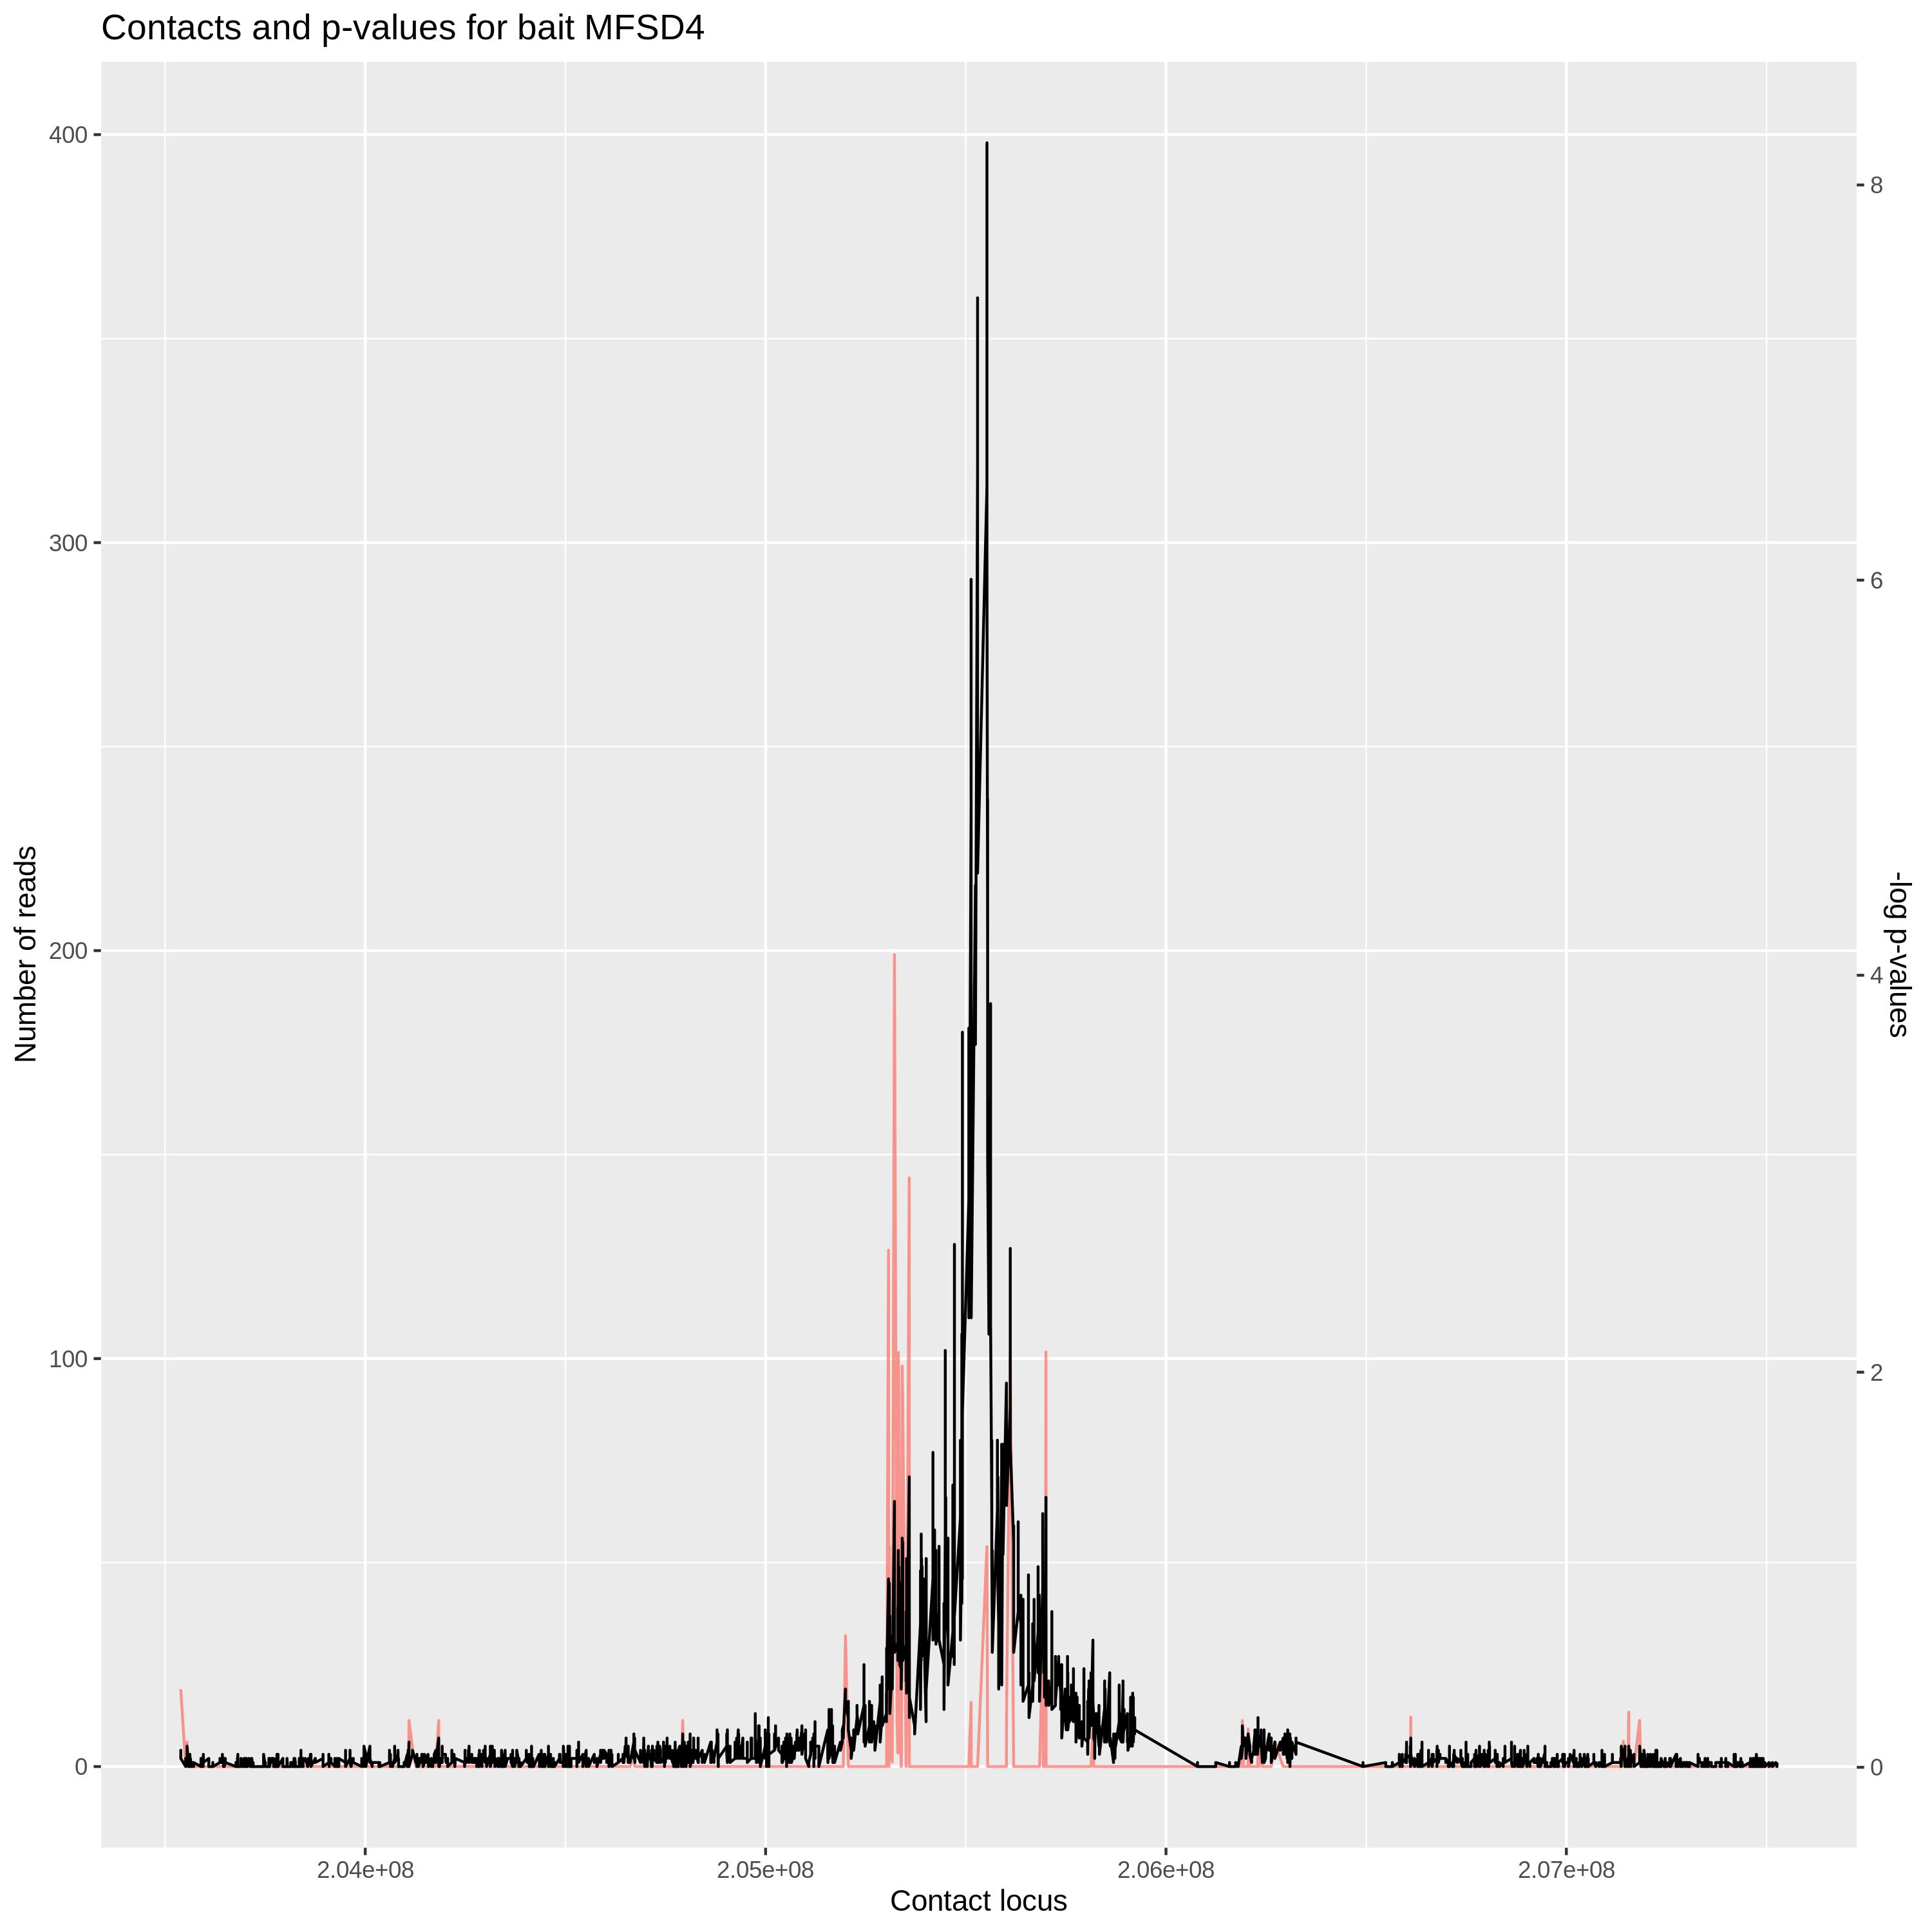 Contacts and p-values for bait MFSD4
400
300
200
100
0
Number of reads
8
6
4
2
0
-log p-values
2.04e+08
2.05e+08
2.06e+08
2.07e+08
Contact locus